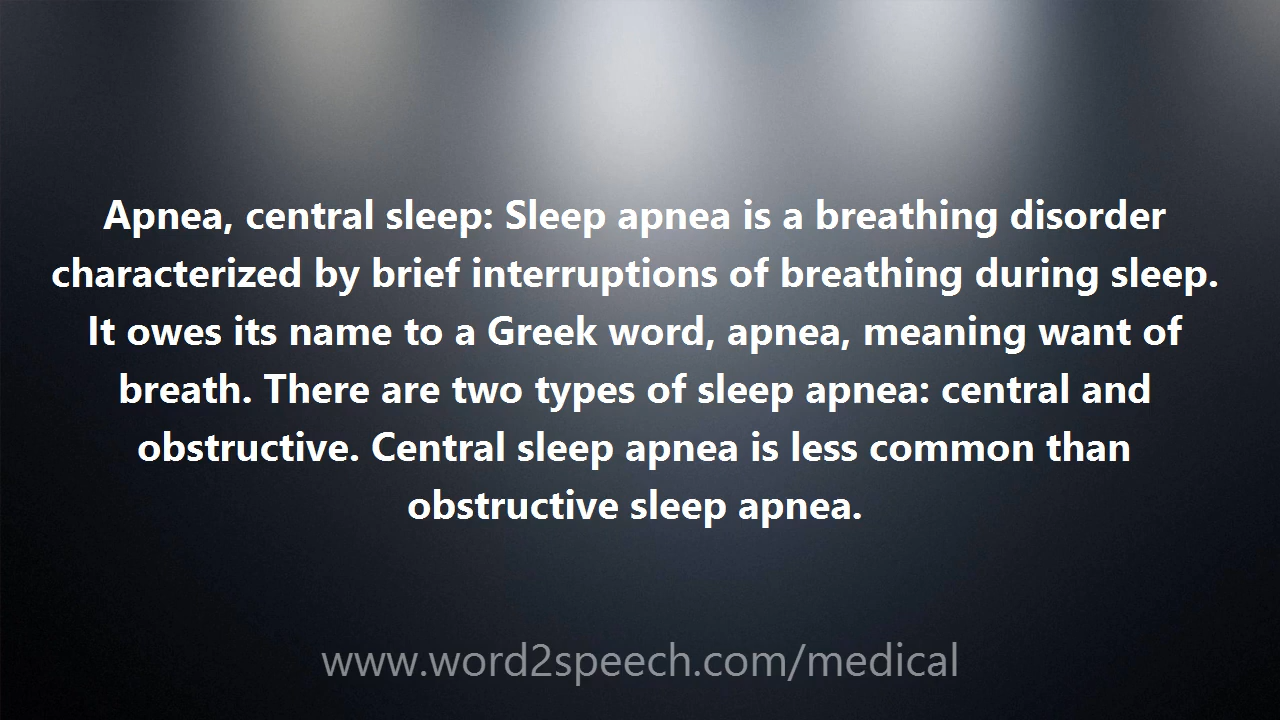 Apnea, central sleep: Sleep apnea is a breathing disorder
characterized by brief interruptions of breathing during sleep.
It owes its name to a Greek word, apnea, meaning want of
breath. There are two types of sleep apnea: central and
obstructive. Central sleep apnea is less common than
obstructive sleep apnea.
www.word2speech.com/medical